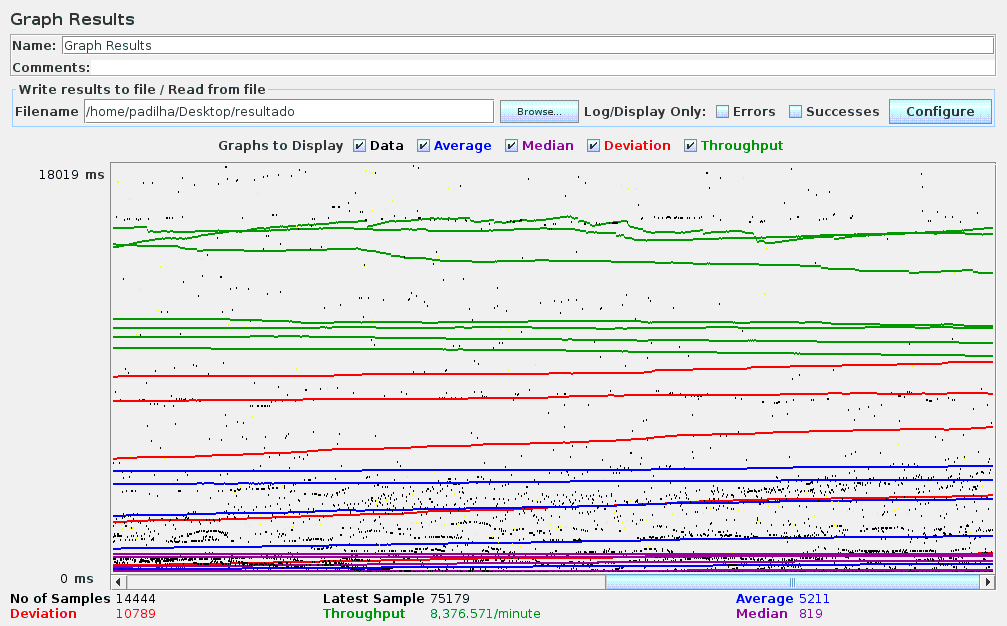 Graph Results
Name: Graph Results
Comments:
Write results to file / Read from file
Filename /home/padilha/Desktop/resultado Browse... Log/Display Only: Errors Successes Configure
Graphs to Display Data Average Median Deviation Throughput
18019 ms
0 ms
No of Samples 14444 Latest Sample 75179 Average 5211
Deviation 10789 Throughput 8,376.571/minute Median 819